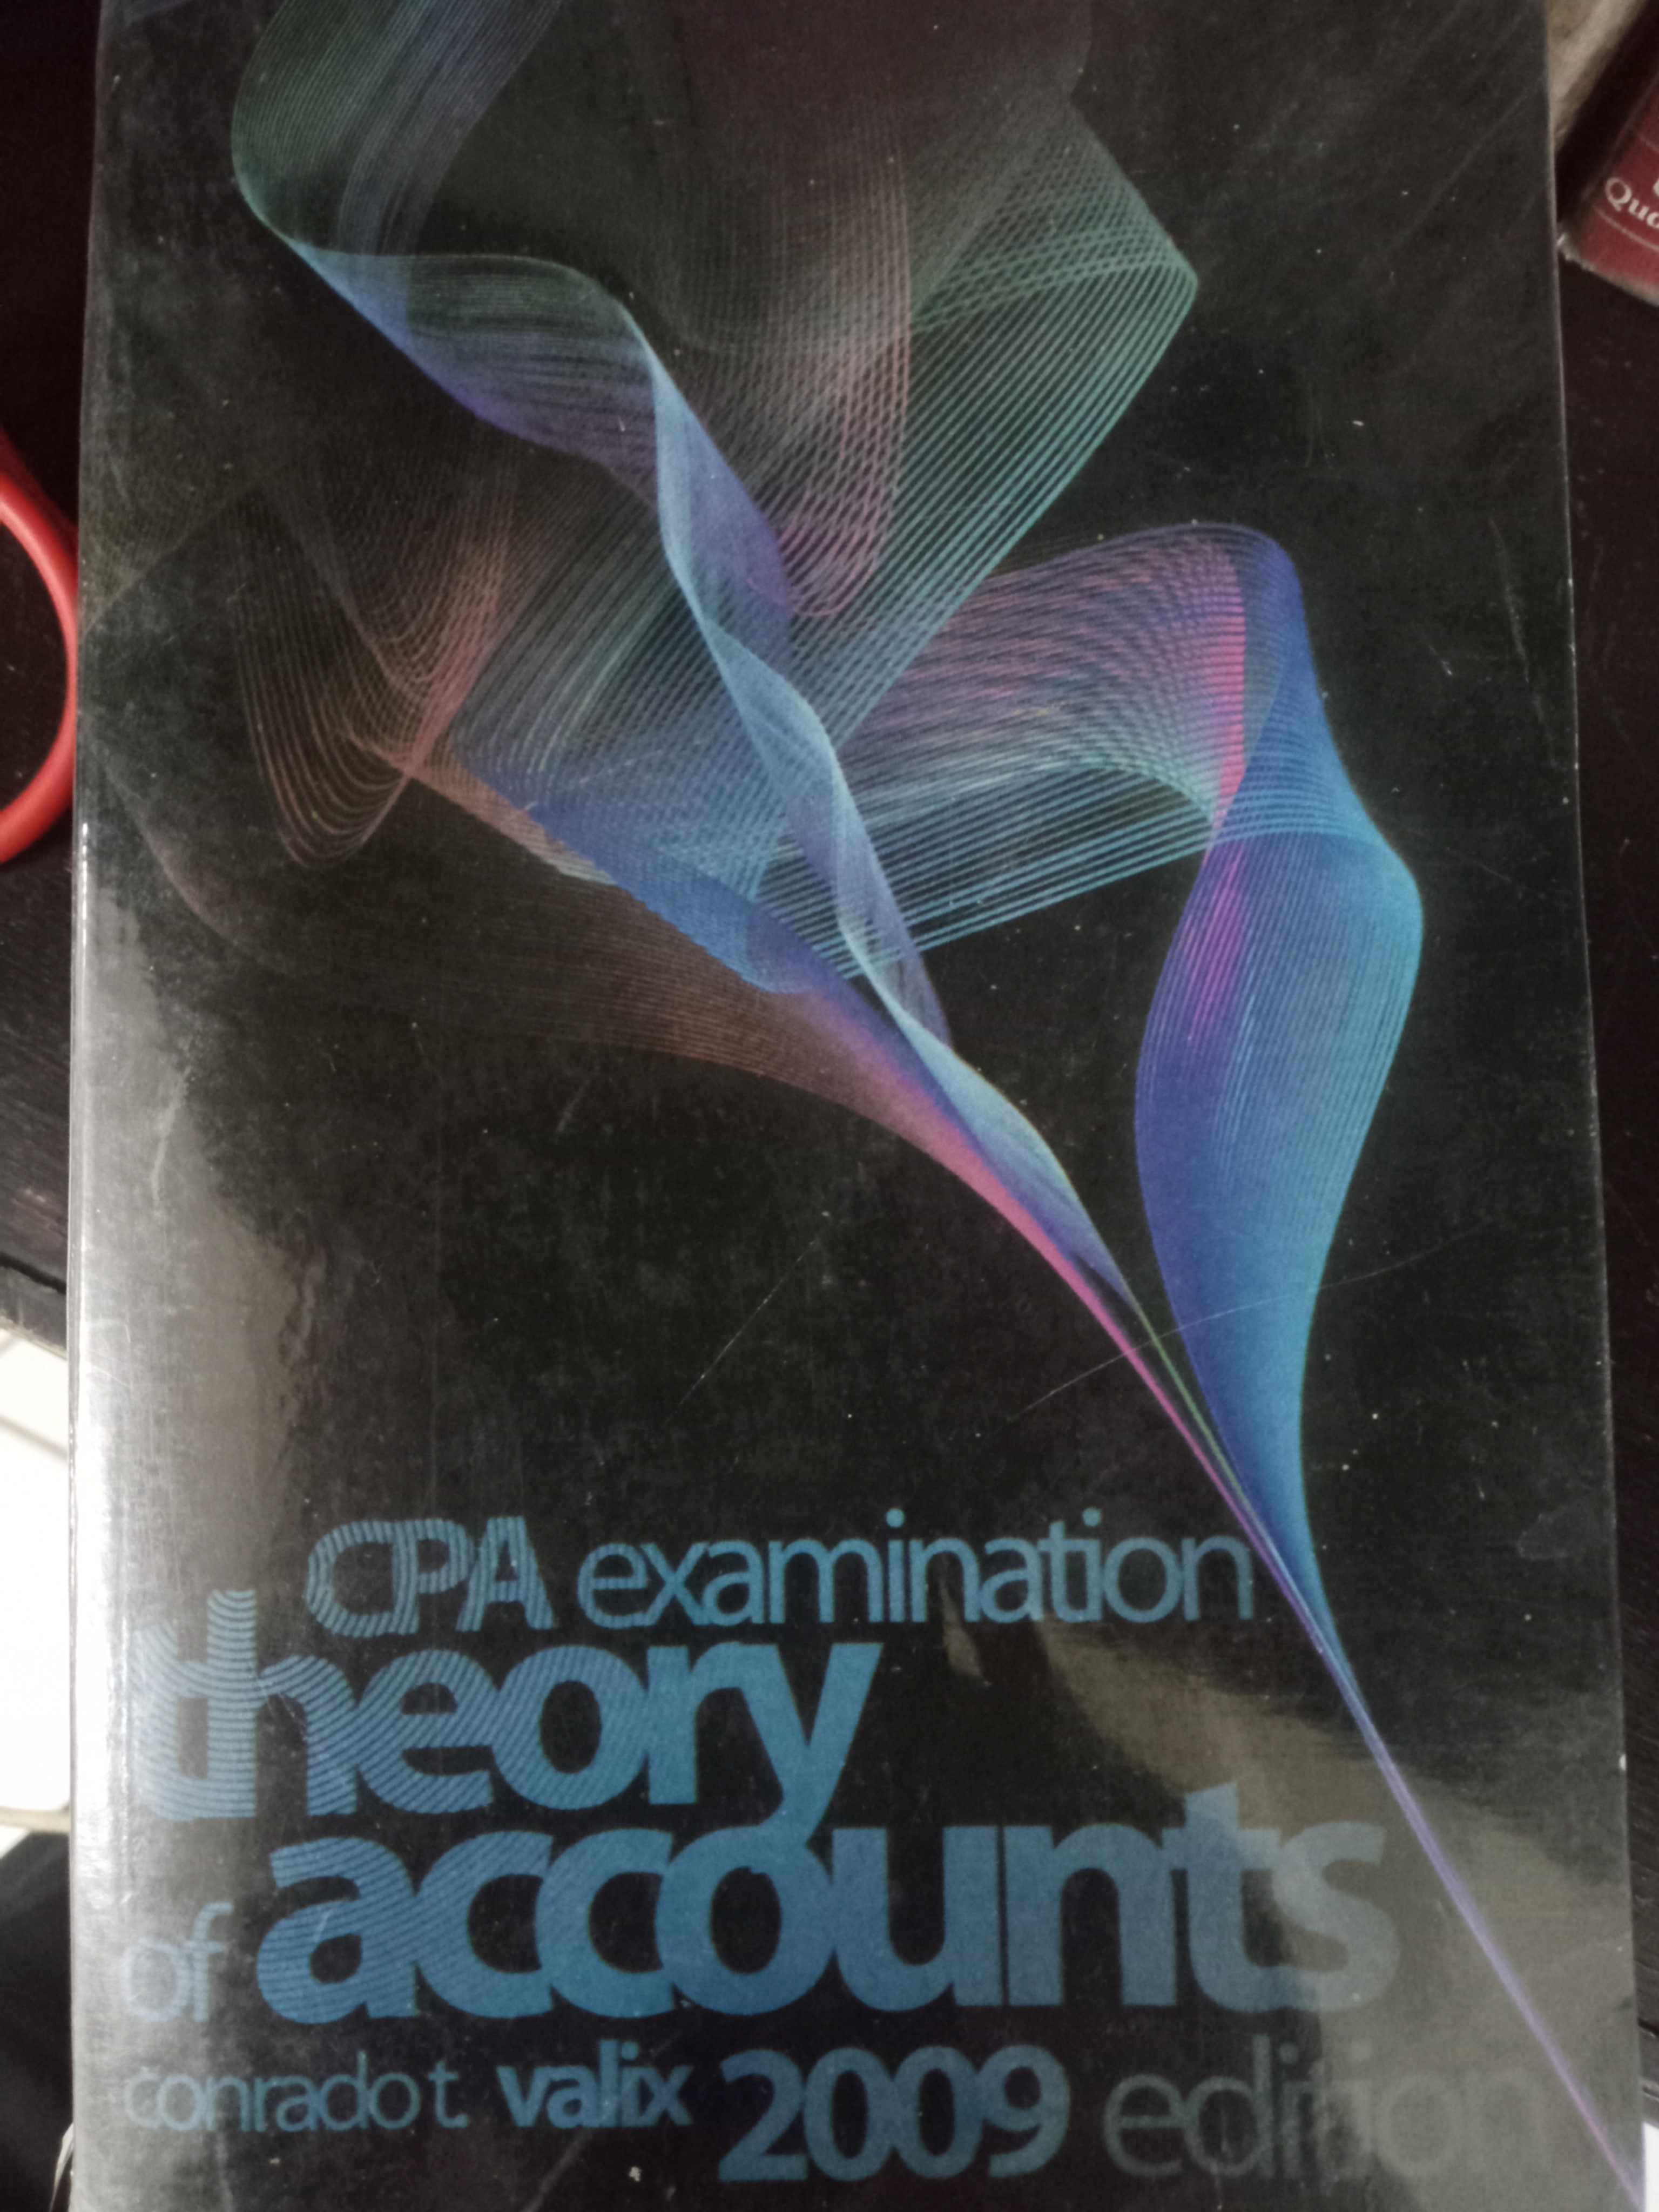 CPA examination
theory
of accounts
conrado t. valix 2009 edition